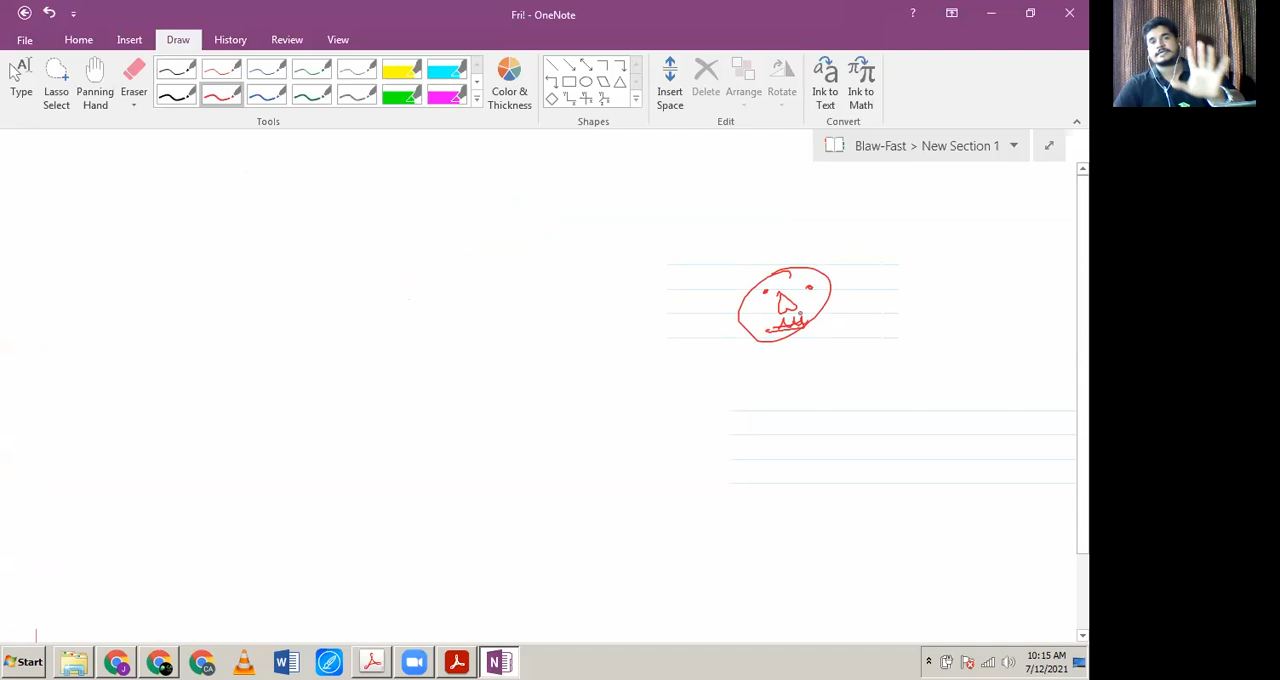 Fri! - OneNote
File Home Insert Draw History Review View
Type
Lasso
Select
Panning
Hand
Eraser
Color &
Thickness
Insert
Space
Delete
Arrange
Rotate
Ink to
Text
Ink to
Math
Tools
Shapes
Edit
Convert
Blaw-Fast > New Section 1
Start
10:15 AM
7/12/2021